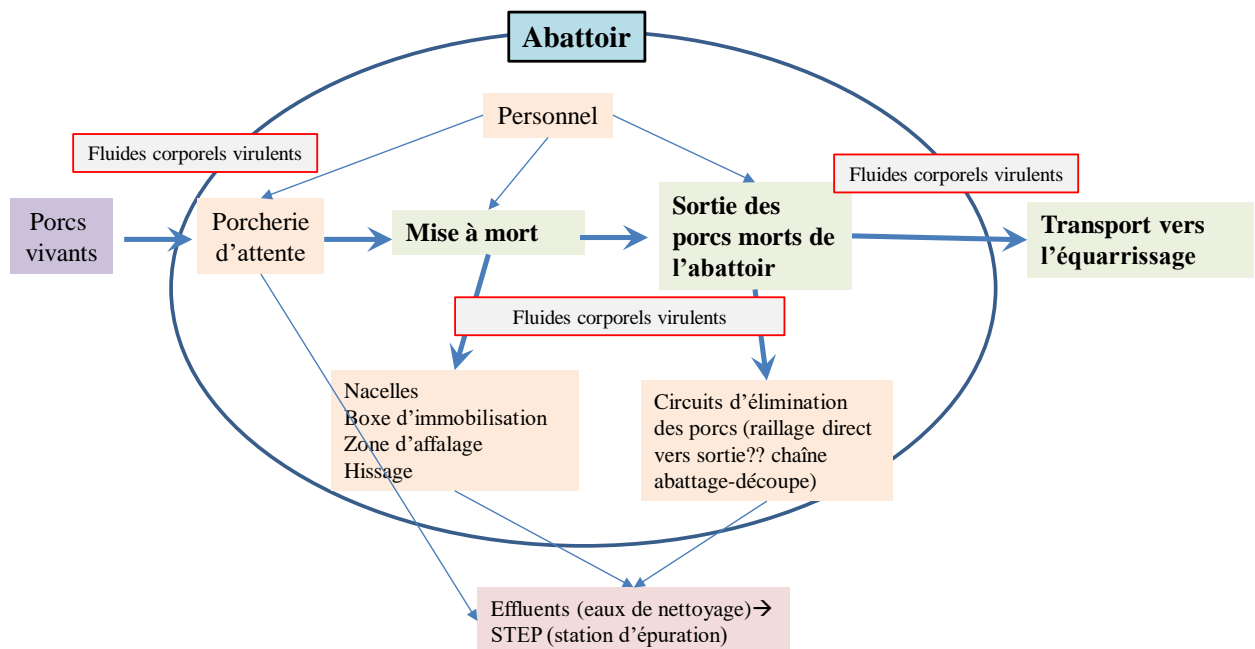 Abattoir
Personnel
Fluides corporels virulents
Fluides corporels virulents
Porcs
vivants
Porcherie
d'attente
Mise à mort
Sortie des
porcs morts de
l'abattoir
Transport vers
l'équarrissage
Fluides corporels virulents
Nacelles
Boxe d'immobilisation
Zone d'affalage
Hissage
Circuits d'élimination
des porcs (raillage direct
vers sortie?? chaîne
abattage-découpe)
Effluents (eaux de nettoyage)→
STEP (station d'épuration)